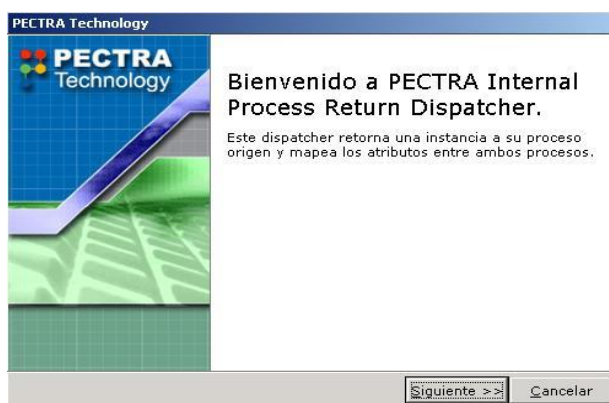 PECTRA Technology
PECTRA
Technology
Bienvenido a PECTRA Internal
Process Return Dispatcher.
Este dispatcher retorna una instancia a su proceso
origen y mapea los atributos entre ambos procesos.
Siguiente >>
Cancelar